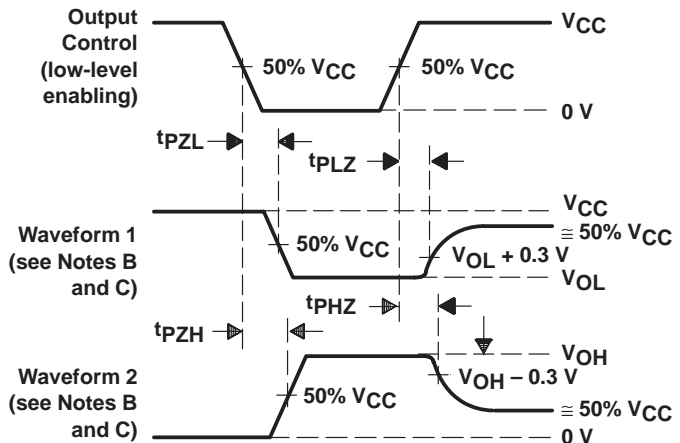 Output
Control
(low-level
enabling)
VCC
50% VCC
50% VCC
0 V
tPZL
tPLZ
VCC
Waveform 1
(see Notes B
and C)
50% VCC
≅ 50% VCC
VOL + 0.3 V
VOL
tPHZ
tPZH
VOH
Waveform 2
(see Notes B
and C)
50% VCC
VOH – 0.3 V
≅ 50% VCC
0 V